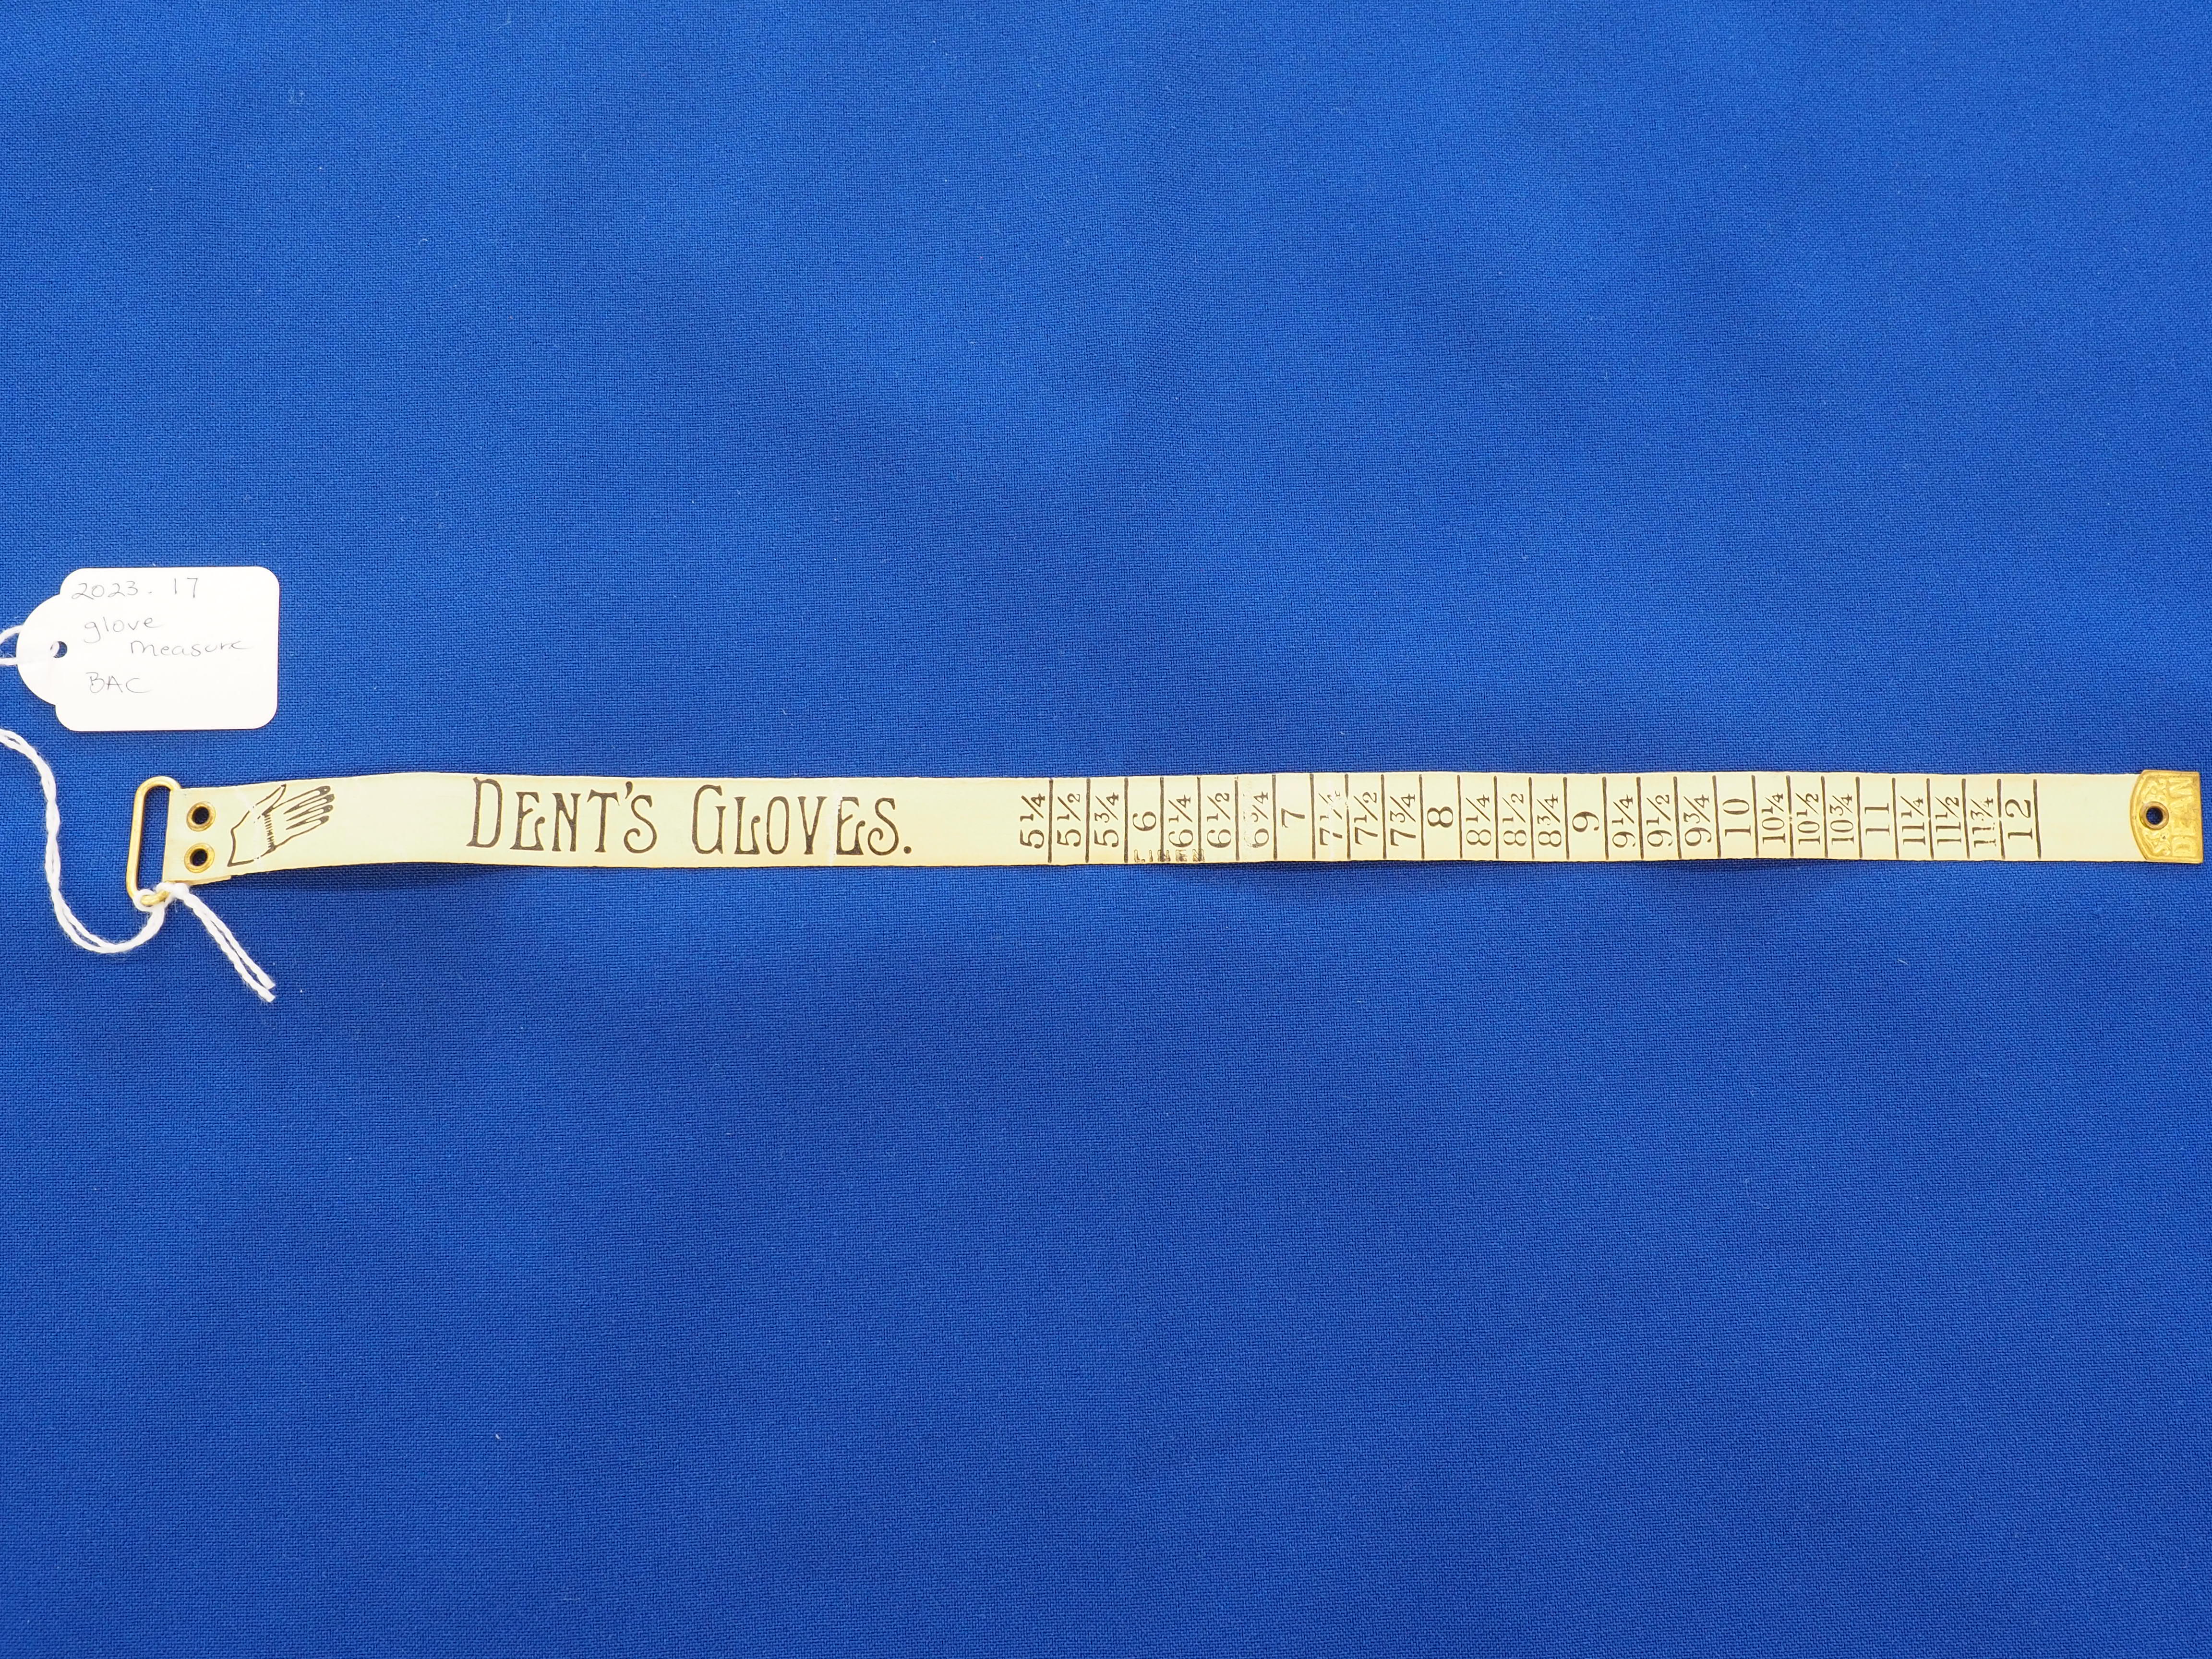 2023.17
glove
measure
BAC
DENT'S GLOVES.
5¼ 5½ 5¾ 6 6¼ 6½ 6¾ 7 7¼ 7½ 7¾ 8 8¼ 8½ 8¾ 9 9¼ 9½ 9¾ 10 10¼ 10½ 10¾ 11 11¼ 11½ 11¾ 12
LINEN